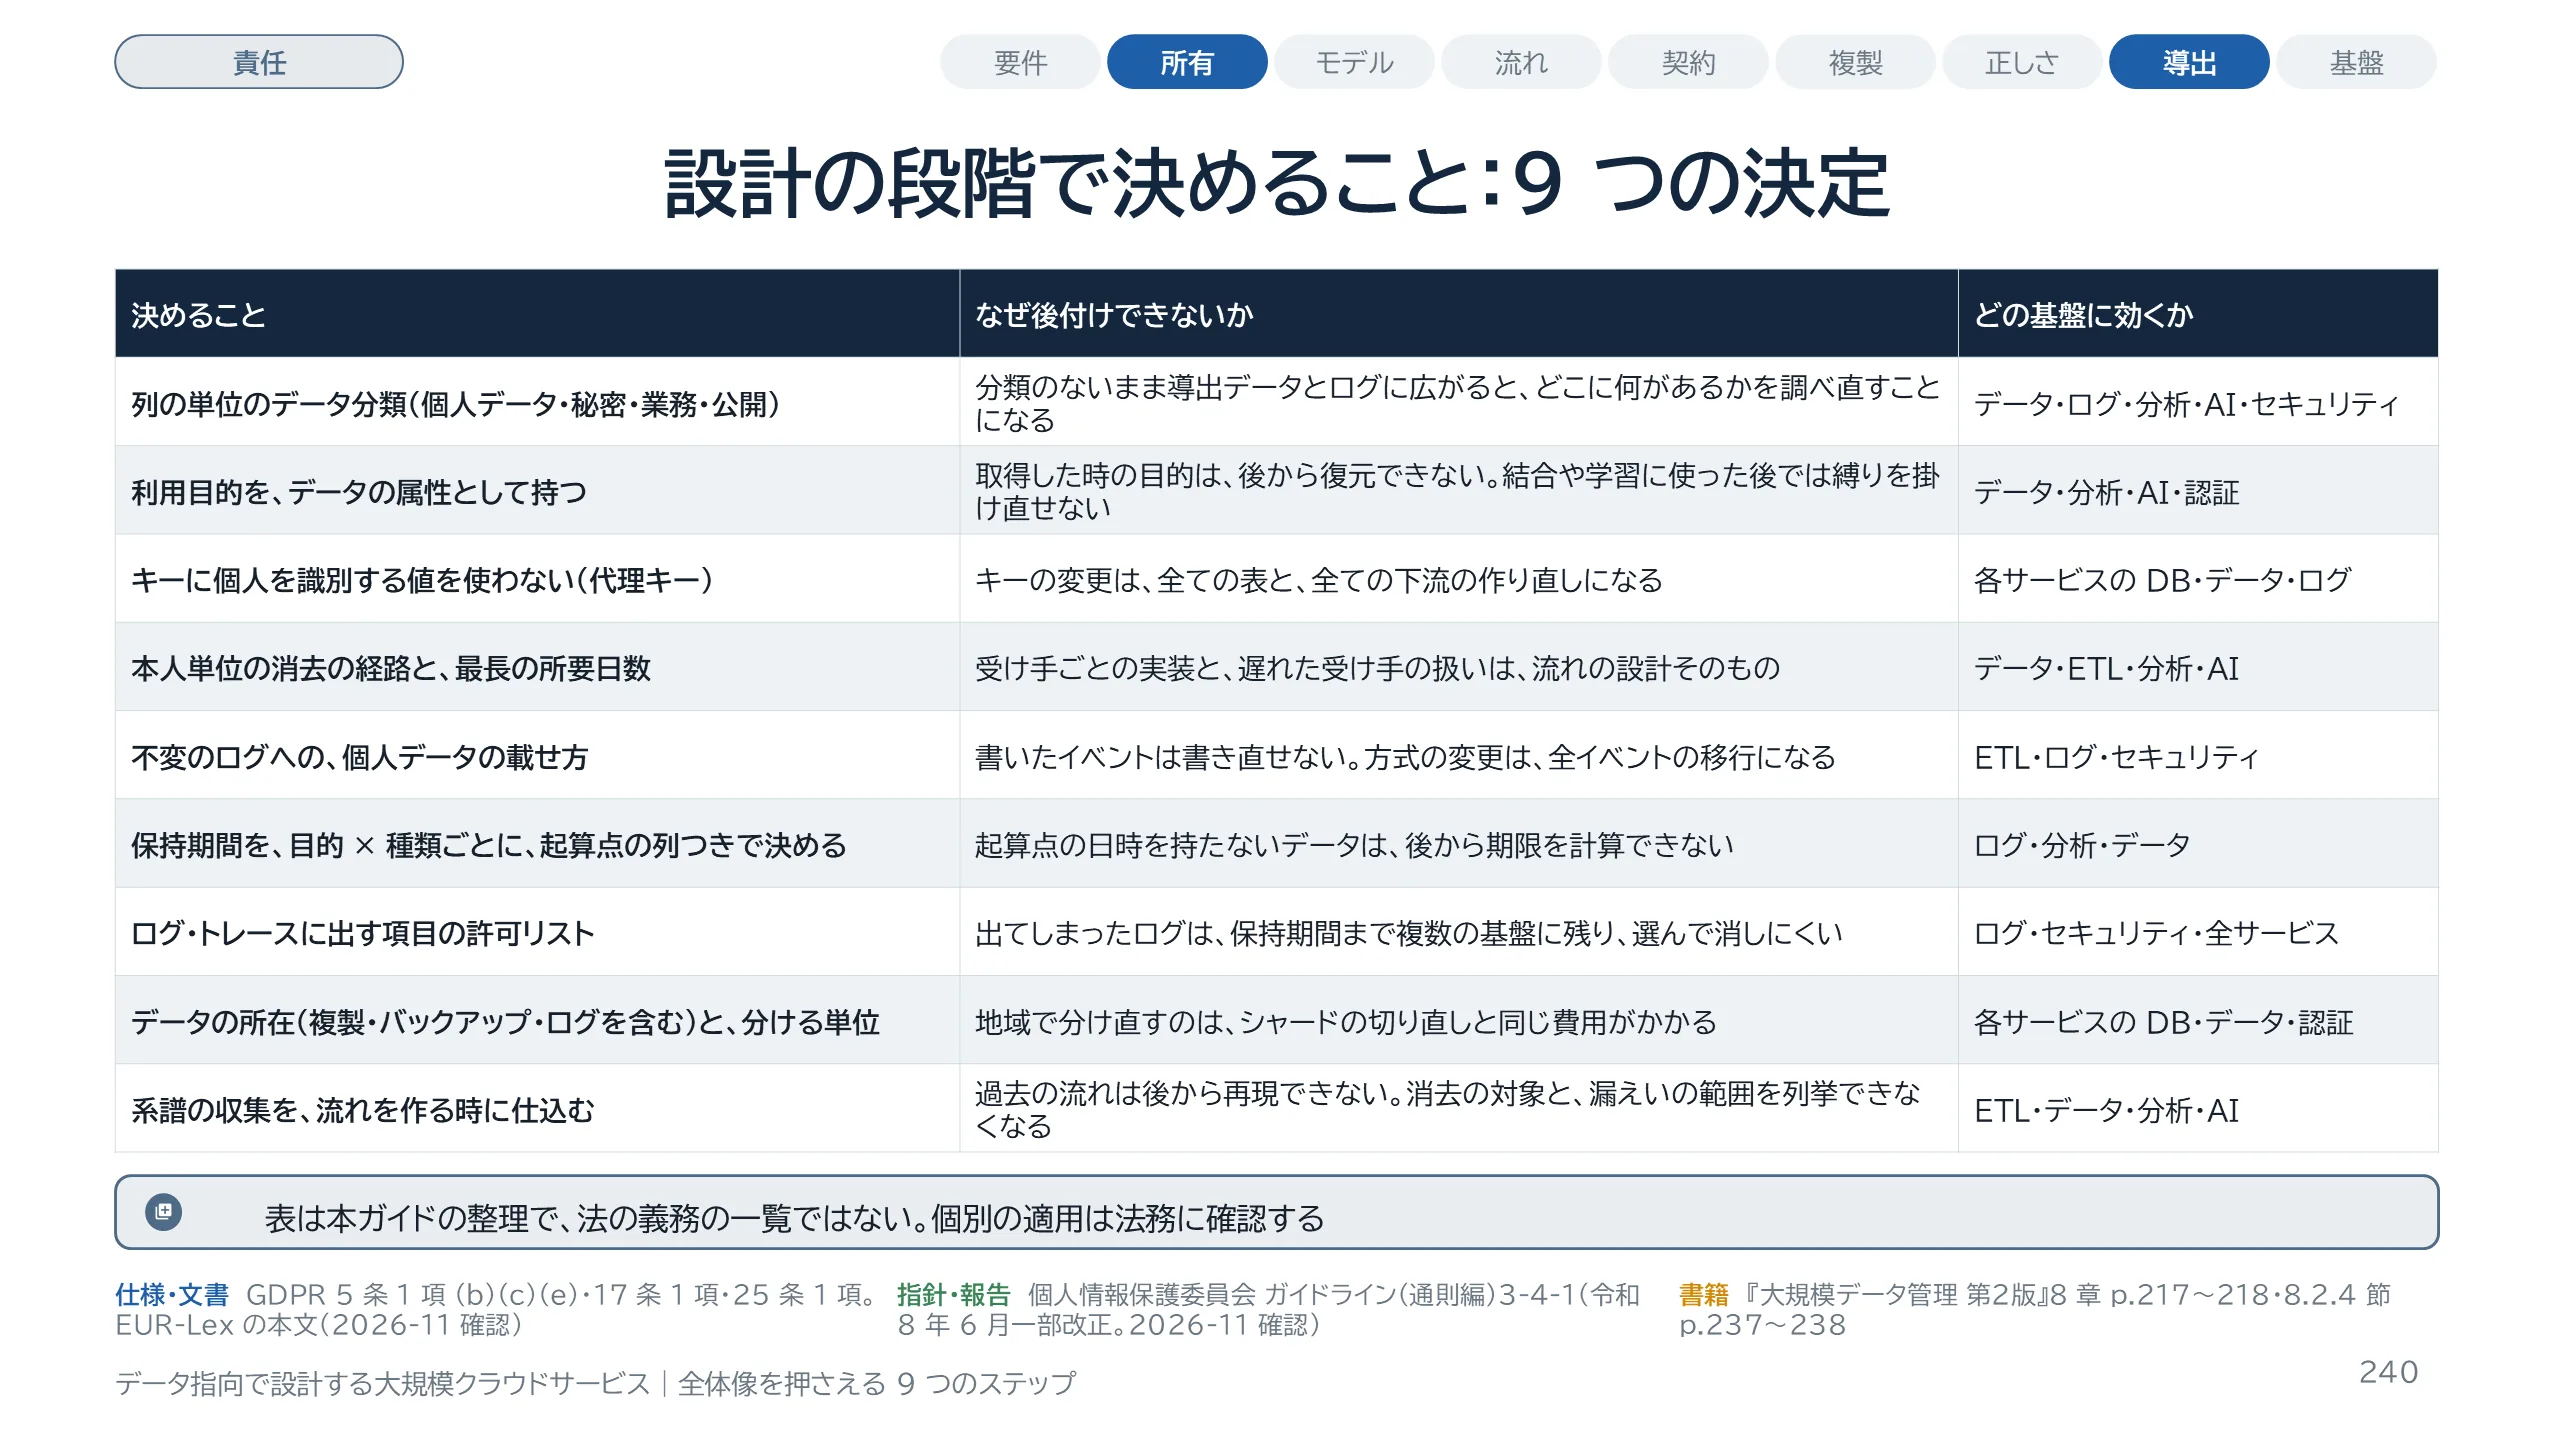 責任
要件
所有
モデル
流れ
契約
複製
正しさ
導出
基盤
設計の段階で決めること：9 つの決定
決めること
なぜ後付けできないか
どの基盤に効くか
列の単位のデータ分類（個人データ・秘密・業務・公開）
分類のないまま導出データとログに広がると、どこに何があるかを調べ直すこと
になる
データ・ログ・分析・AI・セキュリティ
利用目的を、データの属性として持つ
取得した時の目的は、後から復元できない。結合や学習に使った後では縛りを掛
け直せない
データ・分析・AI・認証
キーに個人を識別する値を使わない（代理キー）
キーの変更は、全ての表と、全ての下流の作り直しになる
各サービスの DB・データ・ログ
本人単位の消去の経路と、最長の所要日数
受け手ごとの実装と、遅れた受け手の扱いは、流れの設計そのもの
データ・ETL・分析・AI
不変のログへの、個人データの載せ方
書いたイベントは書き直せない。方式の変更は、全イベントの移行になる
ETL・ログ・セキュリティ
保持期間を、目的 × 種類ごとに、起算点の列つきで決める
起算点の日時を持たないデータは、後から期限を計算できない
ログ・分析・データ
ログ・トレースに出す項目の許可リスト
出てしまったログは、保持期間まで複数の基盤に残り、選んで消しにくい
ログ・セキュリティ・全サービス
データの所在（複製・バックアップ・ログを含む）と、分ける単位
地域で分け直すのは、シャードの切り直しと同じ費用がかかる
各サービスの DB・データ・認証
系譜の収集を、流れを作る時に仕込む
過去の流れは後から再現できない。消去の対象と、漏えいの範囲を列挙できな
くなる
ETL・データ・分析・AI
表は本ガイドの整理で、法の義務の一覧ではない。個別の適用は法務に確認する
仕様・文書 GDPR 5 条 1 項 (b)(c)(e)・17 条 1 項・25 条 1 項。
EUR-Lex の本文（2026-11 確認）
指針・報告 個人情報保護委員会 ガイドライン（通則編）3-4-1（令和
8 年 6 月一部改正。2026-11 確認）
書籍 『大規模データ管理 第2版』8 章 p.217〜218・8.2.4 節
p.237〜238
データ指向で設計する大規模クラウドサービス｜全体像を押さえる 9 つのステップ
240